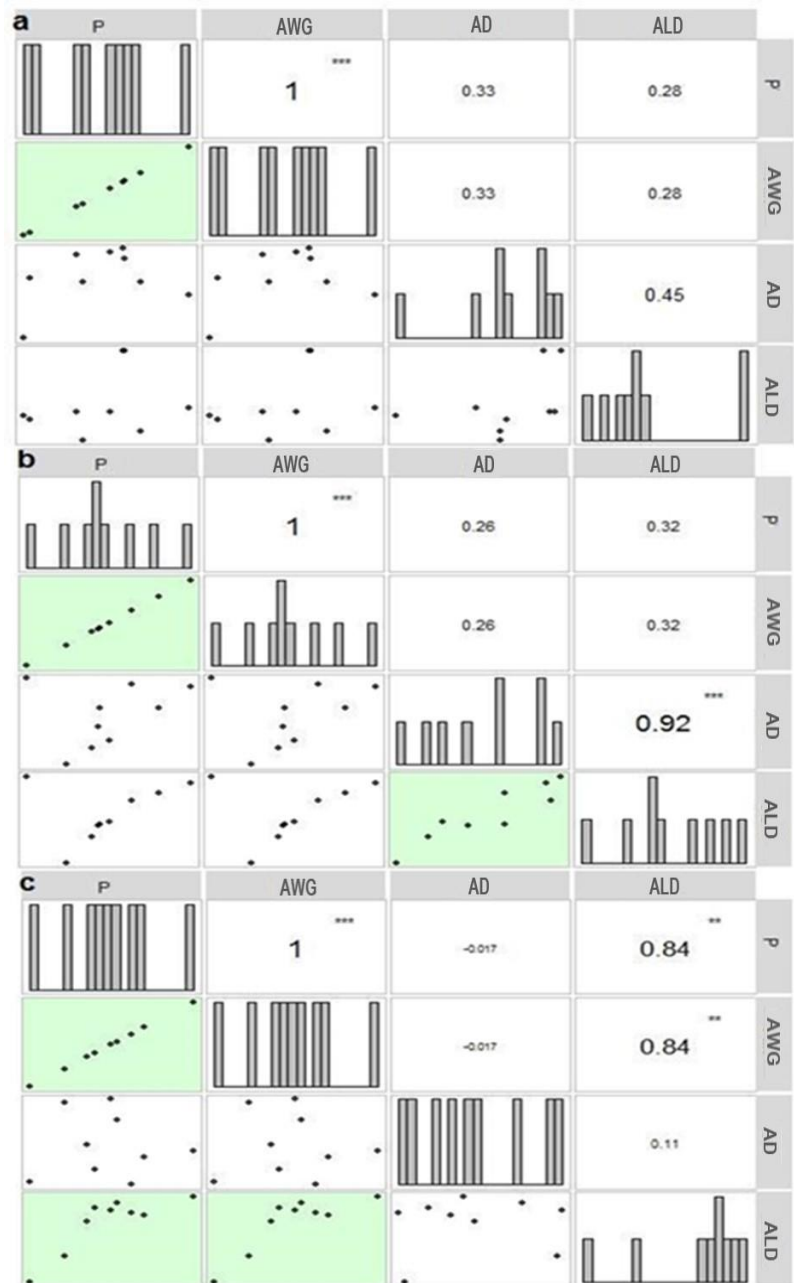 a
P AWG AD ALD
1 *** 0.33 0.28 P
0.33 0.28 AWG
0.45 AD
ALD
b
P AWG AD ALD
1 *** 0.26 0.32 P
0.26 0.32 AWG
0.92 *** AD
ALD
c
P AWG AD ALD
1 *** -0.017 0.84 ** P
-0.017 0.84 ** AWG
0.11 AD
ALD